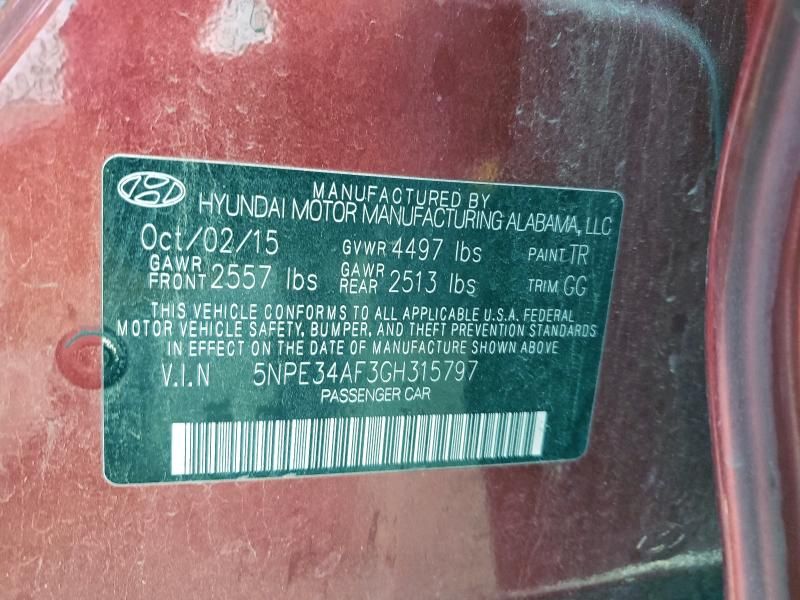 MANUFACTURED BY
HYUNDAI MOTOR MANUFACTURING ALABAMA, LLC
Oct/02/15 GVWR 4497 lbs PAINT TR
GAWR FRONT 2557 lbs GAWR REAR 2513 lbs TRIM GG
THIS VEHICLE CONFORMS TO ALL APPLICABLE U.S.A. FEDERAL
MOTOR VEHICLE SAFETY, BUMPER, AND THEFT PREVENTION STANDARDS
IN EFFECT ON THE DATE OF MANUFACTURE SHOWN ABOVE
V.I.N 5NPE34AF3GH315797
PASSENGER CAR